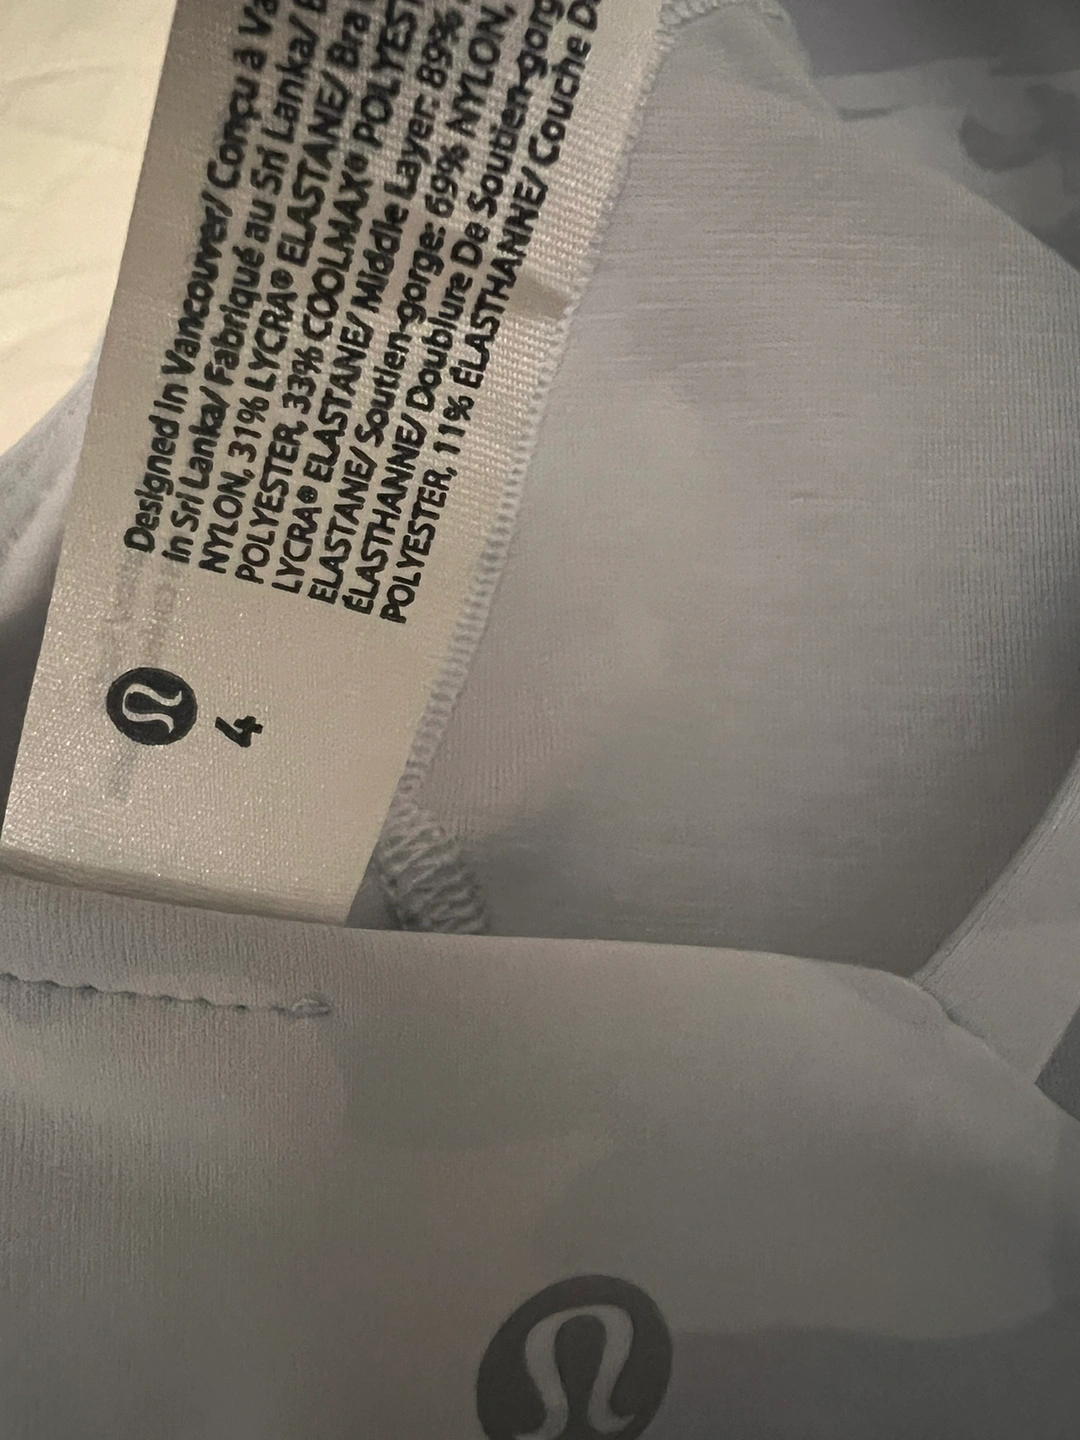 Designed in Vancouver/ Conçu à
in Sri Lanka/ Fabriqué au Sri Lanka/
NYLON, 31% LYCRA® ELASTANE/ Bra
POLYESTER, 33% COOLMAX® POLYEST
LYCRA® ELASTANE/ Middle Layer: 89%
ELASTANE/ Soutien-gorge: 69% NYLON,
ÉLASTHANNE/ Doublure De Soutien-gorg
POLYESTER, 11% ÉLASTHANNE/ Couche
4